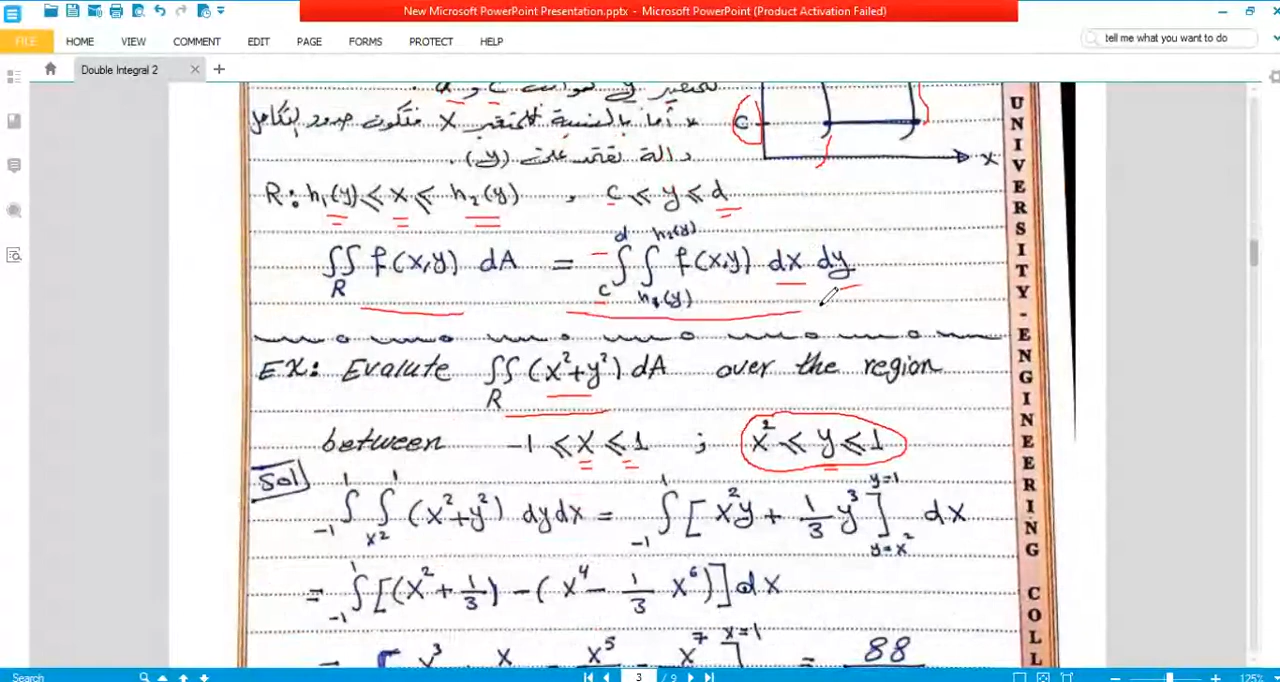 New Microsoft PowerPoint Presentation.pptx - Microsoft PowerPoint (Product Activation Failed)
FILE HOME VIEW COMMENT EDIT PAGE FORMS PROTECT HELP tell me what you want to do
Double Integral 2
× أما بالنسبة للمتغير X فتكون حدود التكامل
دالة تعتمد على (y).
C
x
R: h₁(y) ≤ x ≤ h₂(y) , c ≤ y ≤ d
∬_R f(x,y) dA = ∫_c^d ∫_{h₁(y)}^{h₂(y)} f(x,y) dx dy
EX: Evalute ∬_R (x²+y²) dA over the region
between -1 ≤ x ≤ 1 ; x² ≤ y ≤ 1
Sol
∫_{-1}^{1} ∫_{x²}^{1} (x²+y²) dy dx = ∫_{-1}^{1} [x²y + 1/3 y³]_{y=x²}^{y=1} dx
= ∫_{-1}^{1} [(x² + 1/3) - (x⁴ - 1/3 x⁶)] dx
x³ x x⁵ x⁷ x=1 = 88
UNIVERSITY - ENGINEERING COLL
Search 3 / 9 125%